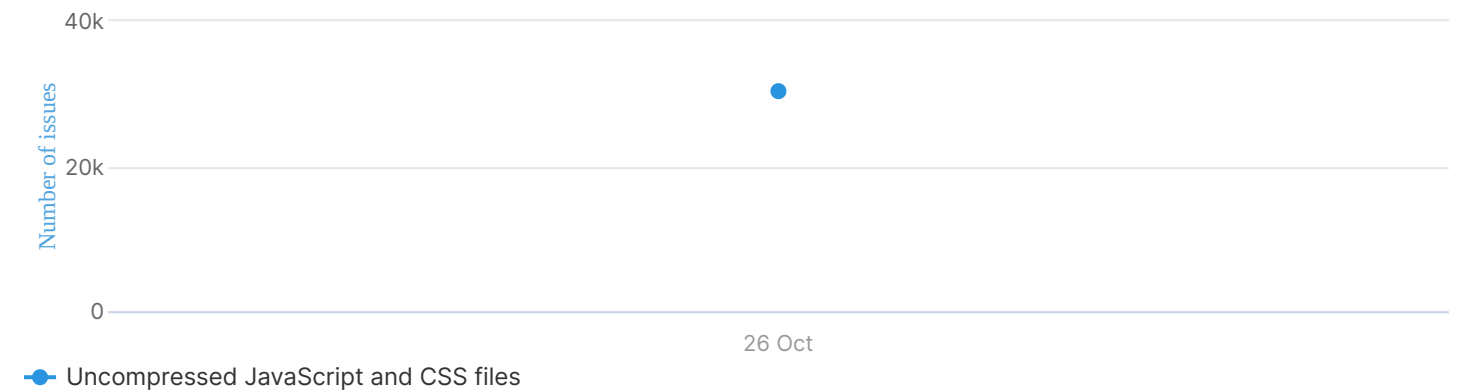 40k
Number of issues
20k
0
26 Oct
Uncompressed JavaScript and CSS files